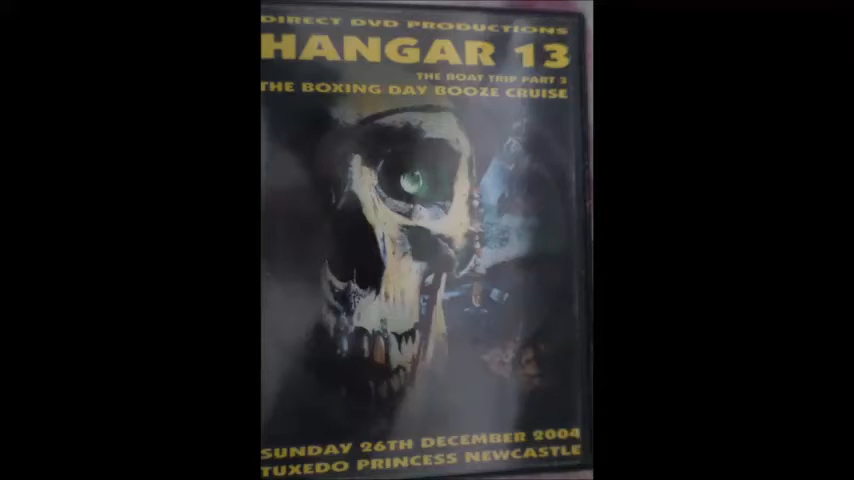 DIRECT DVD PRODUCTIONS
HANGAR 13
THE BOAT TRIP PART 3
THE BOXING DAY BOOZE CRUISE
SUNDAY 26TH DECEMBER 2004
TUXEDO PRINCESS NEWCASTLE